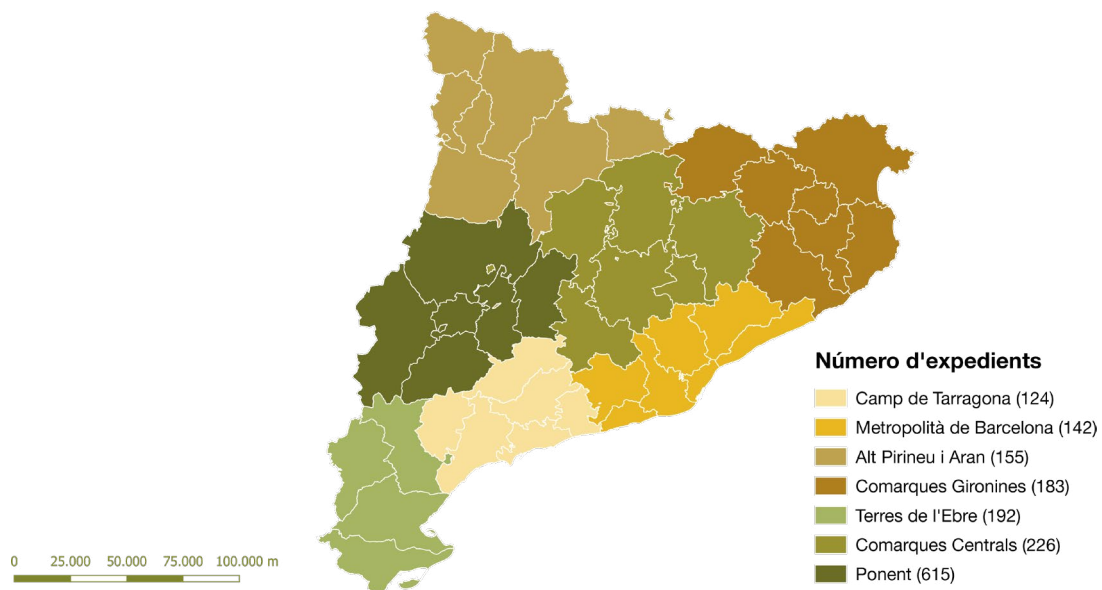 Número d'expedients
Camp de Tarragona (124)
Metropolità de Barcelona (142)
Alt Pirineu i Aran (155)
Comarques Gironines (183)
Terres de l'Ebre (192)
Comarques Centrals (226)
Ponent (615)
0 25.000 50.000 75.000 100.000 m